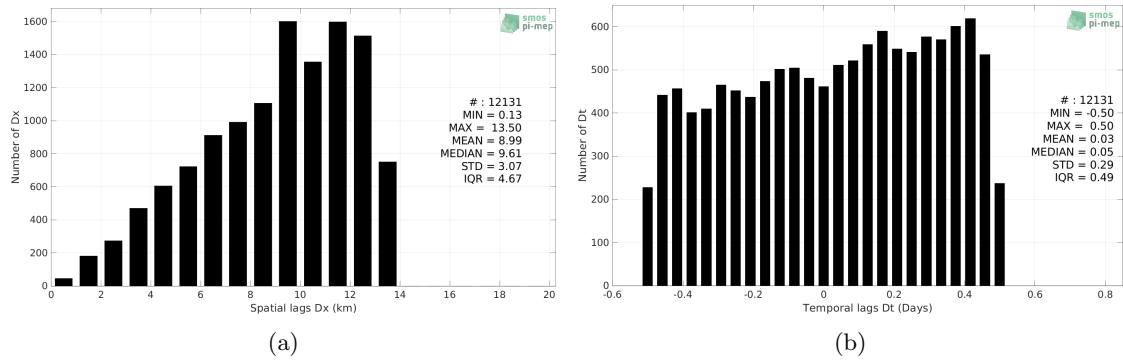 smos
pi-mep
1600
1400
1200
1000
800
600
400
200
0
Number of Dx
# : 12131
MIN = 0.13
MAX = 13.50
MEAN = 8.99
MEDIAN = 9.61
STD = 3.07
IQR = 4.67
0 2 4 6 8 10 12 14 16 18 20
Spatial lags Dx (km)
(a)
smos
pi-mep
600
500
400
300
200
100
0
Number of Dt
# : 12131
MIN = -0.50
MAX = 0.50
MEAN = 0.03
MEDIAN = 0.05
STD = 0.29
IQR = 0.49
-0.6 -0.4 -0.2 0 0.2 0.4 0.6 0.8
Temporal lags Dt (Days)
(b)